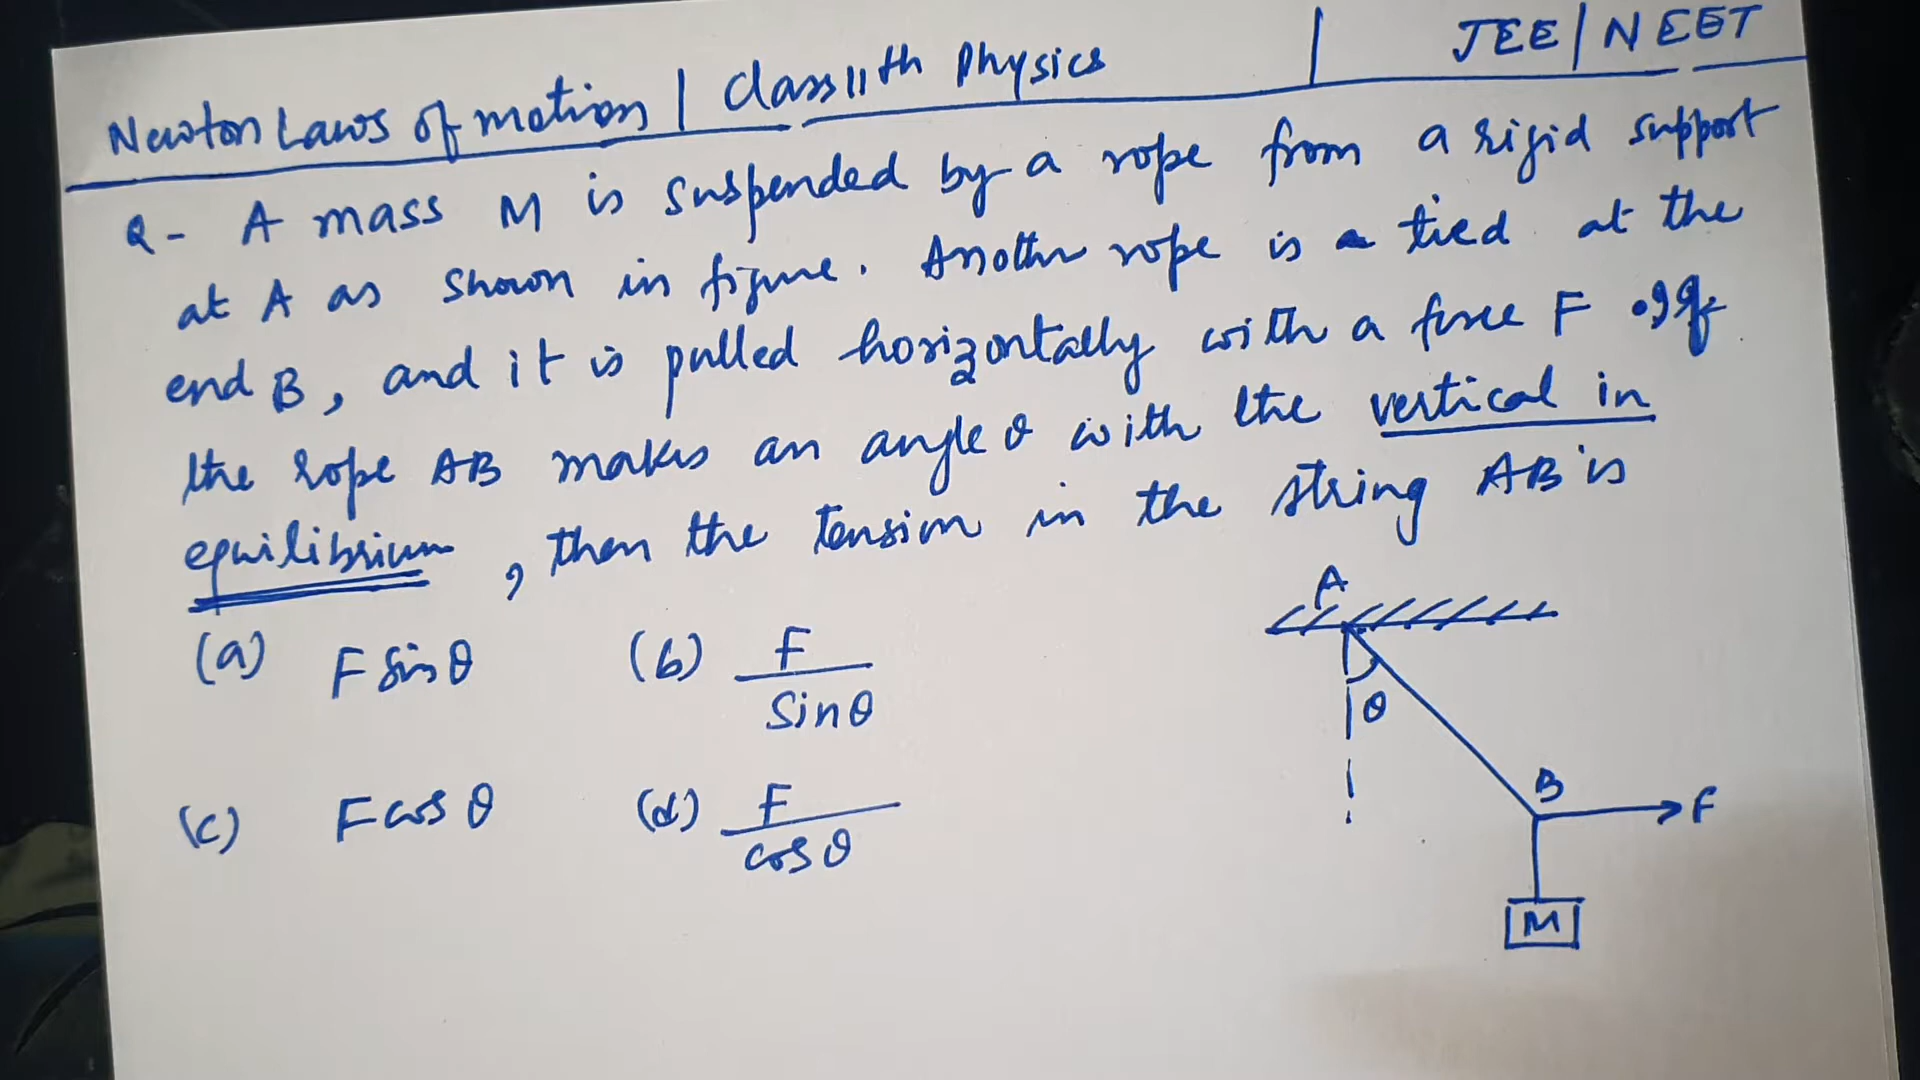 Newton Laws of motion | Class 11th Physics | JEE/NEET
Q- A mass M is suspended by a rope from a rigid support
at A as shown in figure. Another rope is tied at the
end B, and it is pulled horizontally with a force F. If
the rope AB makes an angle θ with the vertical in
equilibrium, then the tension in the string AB is
(a) F sinθ (b) F/Sinθ
(c) F cos θ (d) F/cosθ
A
θ
B
F
M